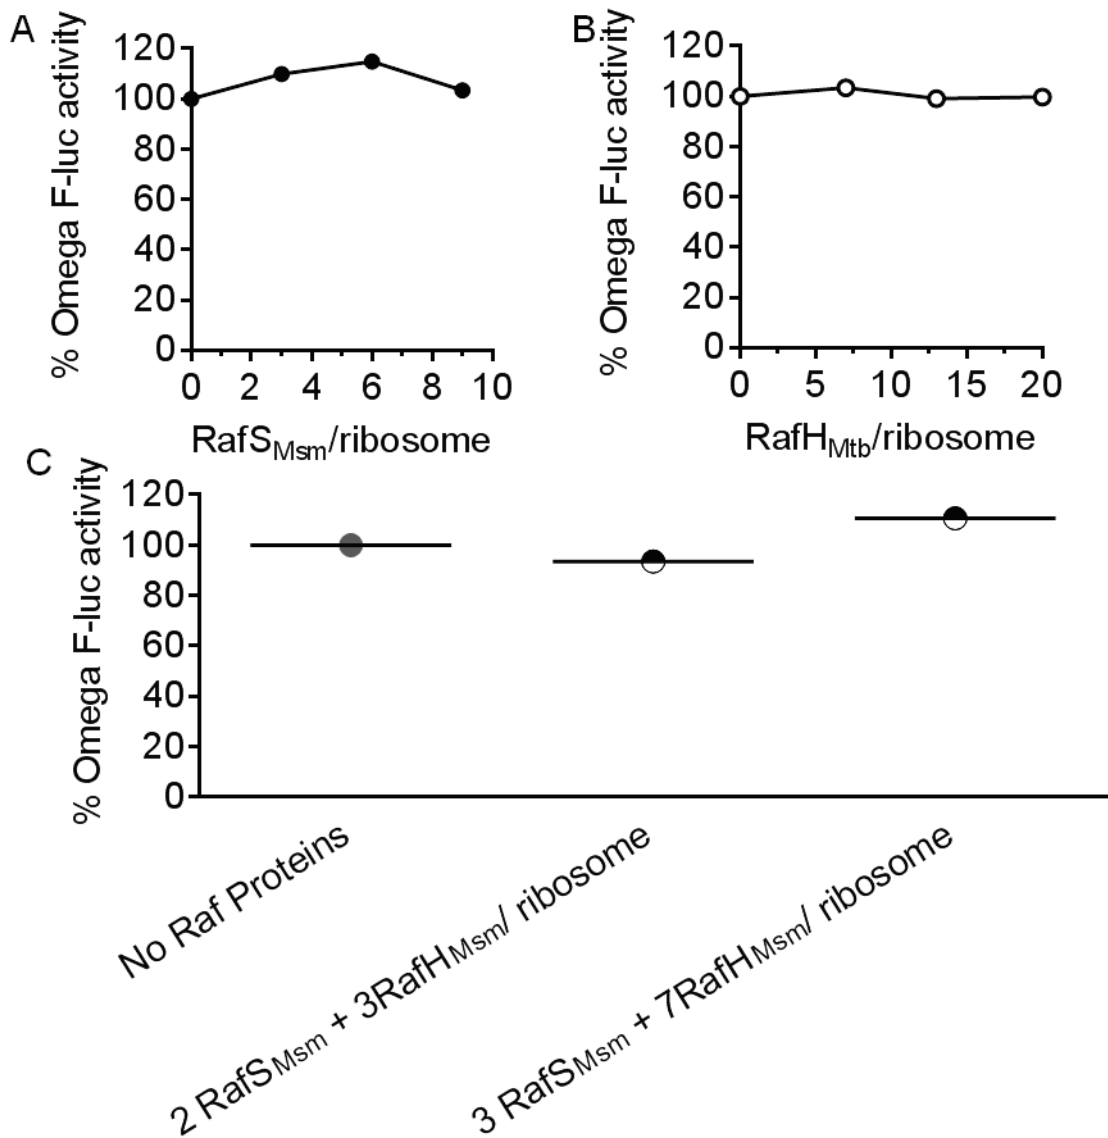 A
% Omega F-luc activity
120
100
80
60
40
20
0
0 2 4 6 8 10
RafSMsm/ribosome
B
% Omega F-luc activity
120
100
80
60
40
20
0
0 5 10 15 20
RafHMtb/ribosome
C
% Omega F-luc activity
120
100
80
60
40
20
0
No Raf Proteins
2 RafSMsm + 3RafHMsm/ ribosome
3 RafSMsm + 7RafHMsm/ ribosome